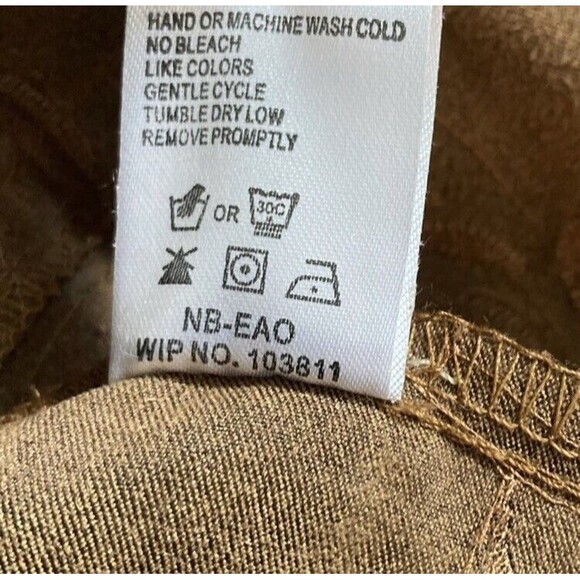 HAND OR MACHINE WASH COLD
NO BLEACH
LIKE COLORS
GENTLE CYCLE
TUMBLE DRY LOW
REMOVE PROMPTLY
OR 30C
NB-EAO
WIP NO. 103811